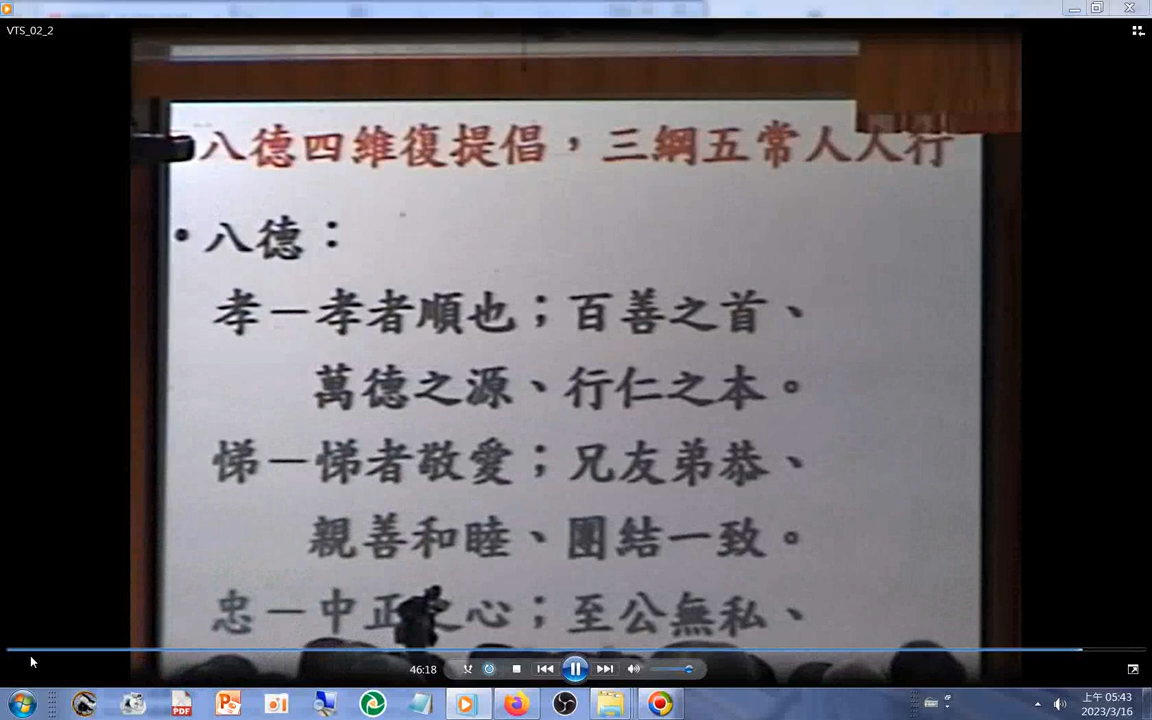 VTS_02_2
八德四維復提倡，三綱五常人人行
•八德：
孝－孝者順也；百善之首、
萬德之源、行仁之本。
悌－悌者敬愛；兄友弟恭、
親善和睦、團結一致。
忠－中正之心；至公無私、
46:18
PDF
上午 05:43
2023/3/16